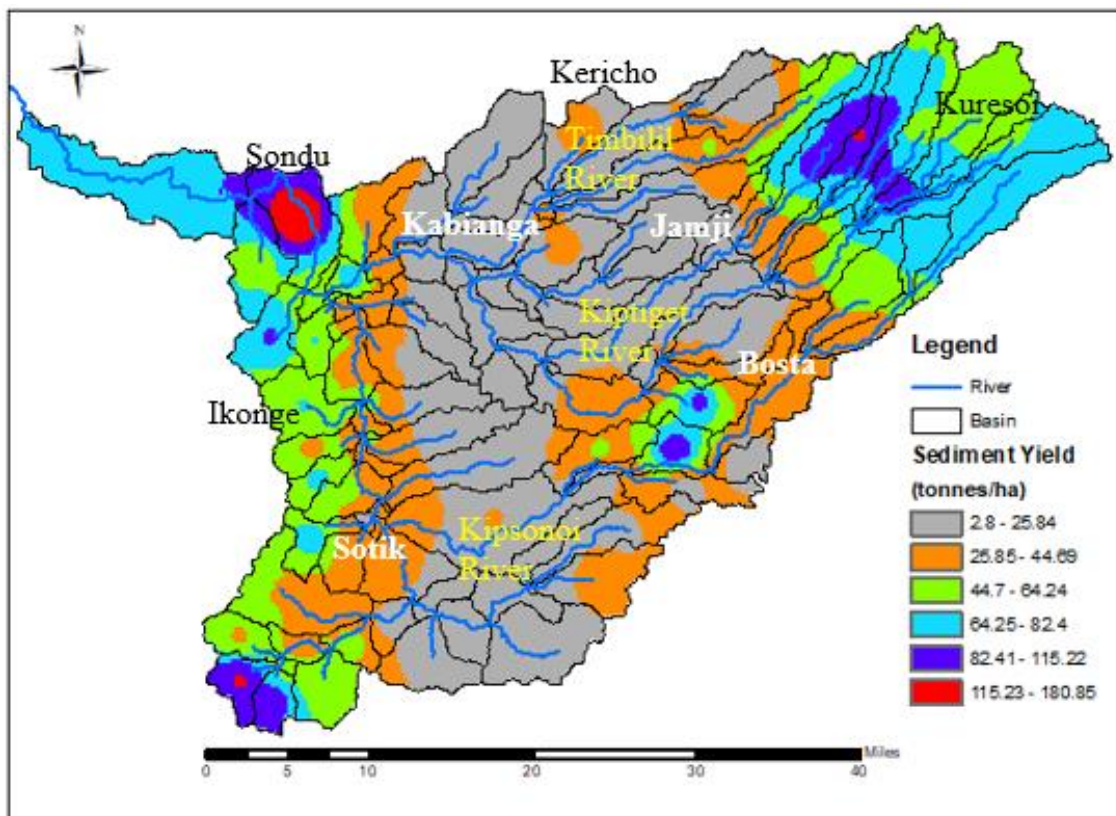 N
Kericho
Kuresoi
Timbilil
River
Sondu
Kabianga
Jamji
Kiptiget
River
Bosta
Ikonge
Kipsonoi
River
Sotik
Legend
River
Basin
Sediment Yield
(tonnes/ha)
2.8 - 25.84
25.85 - 44.69
44.7 - 64.24
64.25 - 82.4
82.41 - 115.22
115.23 - 180.85
Miles
0 5 10 20 30 40